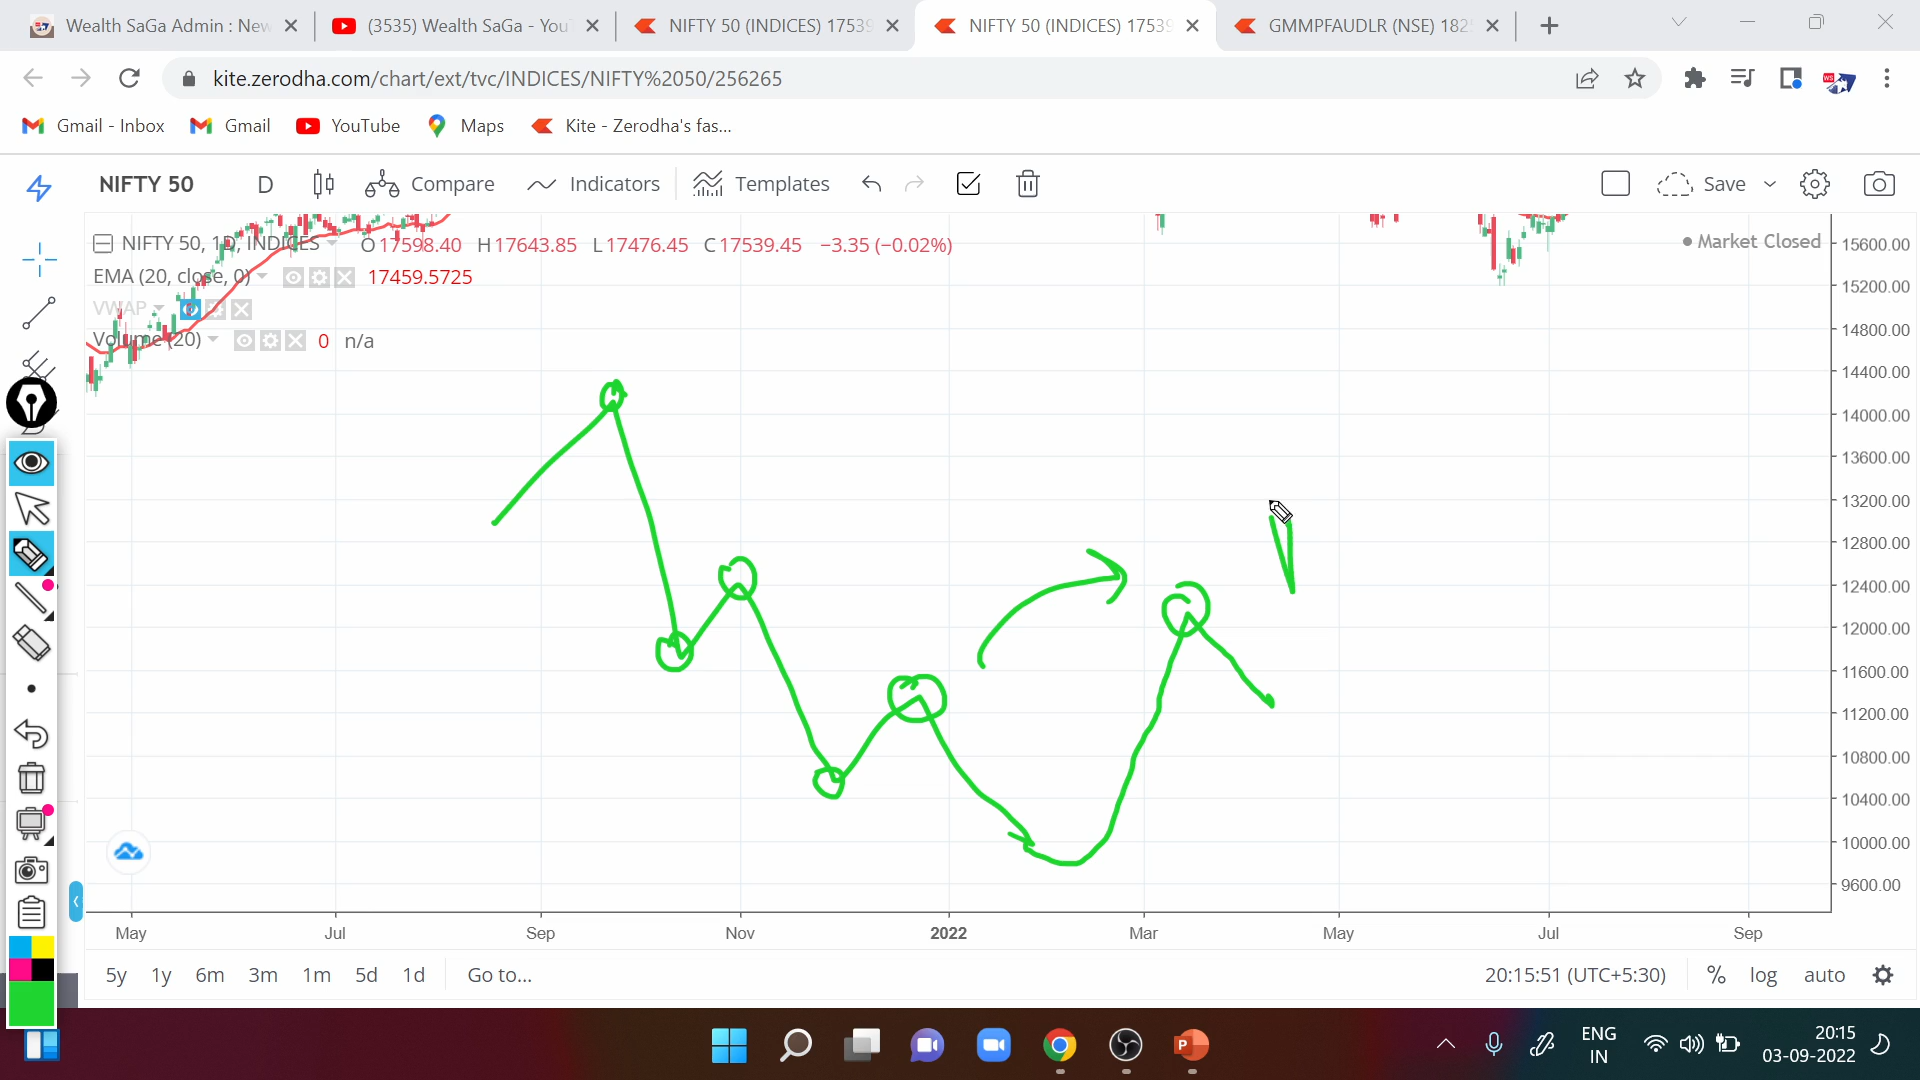 Wealth SaGa Admin : New
(3535) Wealth SaGa - YouT
NIFTY 50 (INDICES) 17539
NIFTY 50 (INDICES) 17539
GMMPFAUDLR (NSE) 182
kite.zerodha.com/chart/ext/tvc/INDICES/NIFTY%2050/256265
Gmail - Inbox
Gmail
YouTube
Maps
Kite - Zerodha's fas...
NIFTY 50
D
Compare
Indicators
Templates
Save
NIFTY 50, 1D, INDICES O17598.40 H17643.85 L17476.45 C17539.45 −3.35 (−0.02%)
Market Closed
EMA (20, close, 0) 17459.5725
VWAP
Volume (20) 0 n/a
15600.00
15200.00
14800.00
14400.00
14000.00
13600.00
13200.00
12800.00
12400.00
12000.00
11600.00
11200.00
10800.00
10400.00
10000.00
9600.00
May Jul Sep Nov 2022 Mar May Jul Sep
5y 1y 6m 3m 1m 5d 1d Go to...
20:15:51 (UTC+5:30) % log auto
ENG
IN
20:15
03-09-2022